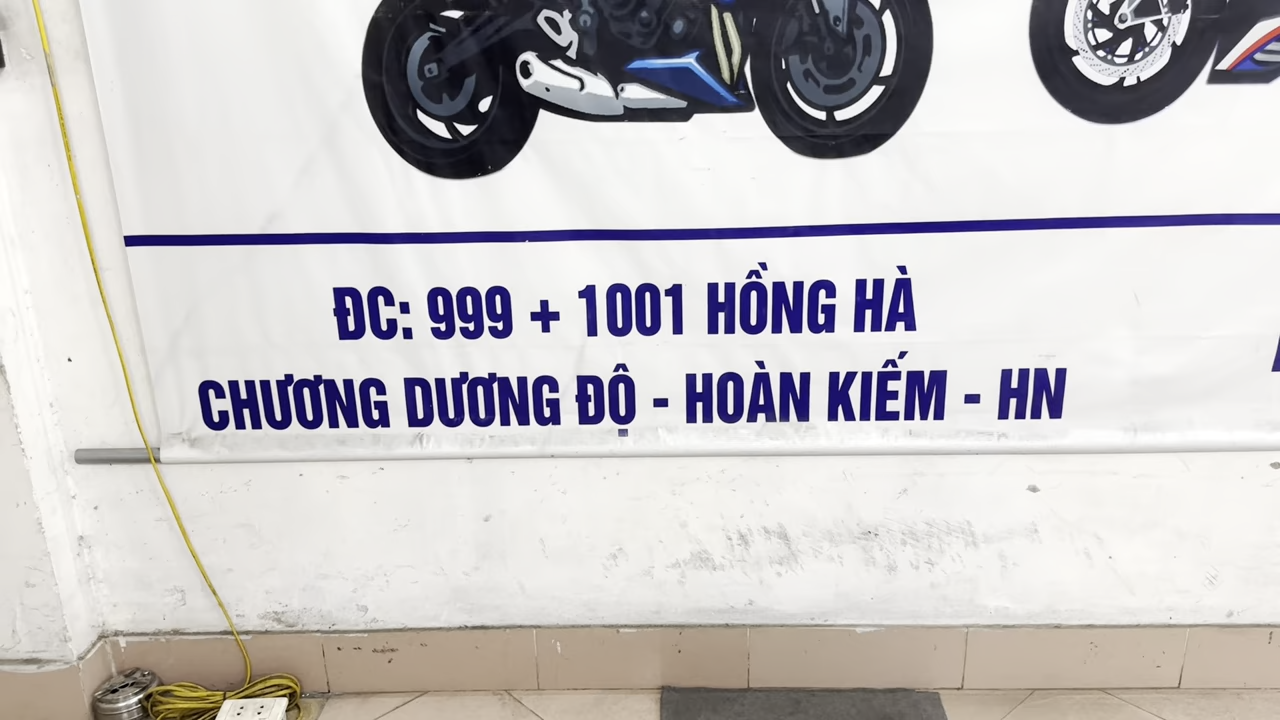 ĐC: 999 + 1001 HỒNG HÀ
CHƯƠNG DƯƠNG ĐỘ - HOÀN KIẾM - HN